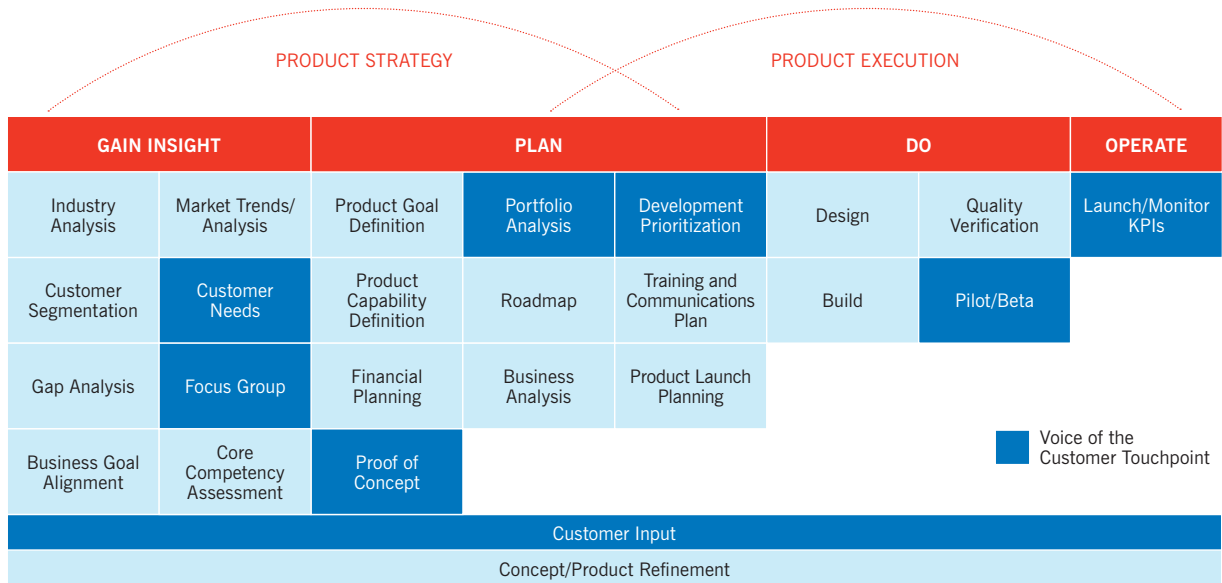 PRODUCT STRATEGY
PRODUCT EXECUTION
GAIN INSIGHT
PLAN
DO
OPERATE
Industry
Analysis
Market Trends/
Analysis
Product Goal
Definition
Portfolio
Analysis
Development
Prioritization
Design
Quality
Verification
Launch/Monitor
KPIs
Customer
Segmentation
Customer
Needs
Product
Capability
Definition
Roadmap
Training and
Communications
Plan
Build
Pilot/Beta
Gap Analysis
Focus Group
Financial
Planning
Business
Analysis
Product Launch
Planning
Business Goal
Alignment
Core
Competency
Assessment
Proof of
Concept
Voice of the
Customer Touchpoint
Customer Input
Concept/Product Refinement